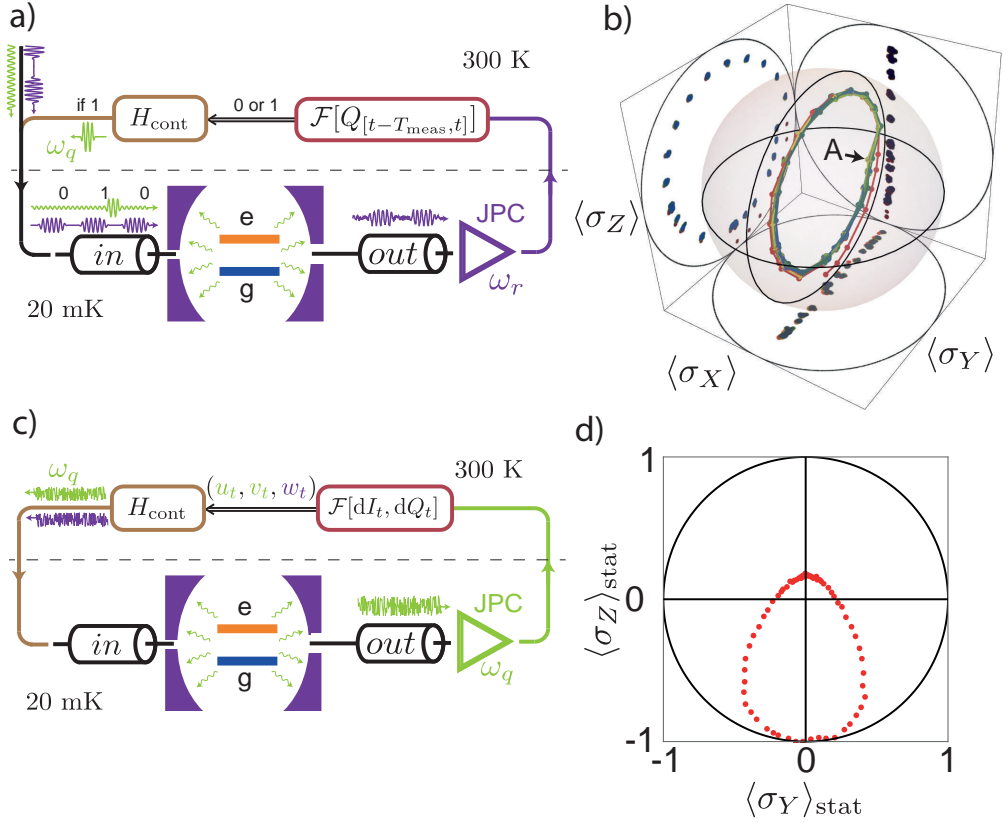 a)
300 K
if 1
H_cont
0 or 1
F[Q_[t−T_meas,t]]
ω_q
0 1 0
in
e
g
out
JPC
ω_r
20 mK
b)
A
⟨σ_Z⟩
⟨σ_X⟩
⟨σ_Y⟩
c)
300 K
ω_q
H_cont
(u_t, v_t, w_t)
F[dI_t, dQ_t]
in
e
g
out
JPC
ω_q
20 mK
d)
1
0
-1
-1
0
1
⟨σ_Z⟩_stat
⟨σ_Y⟩_stat